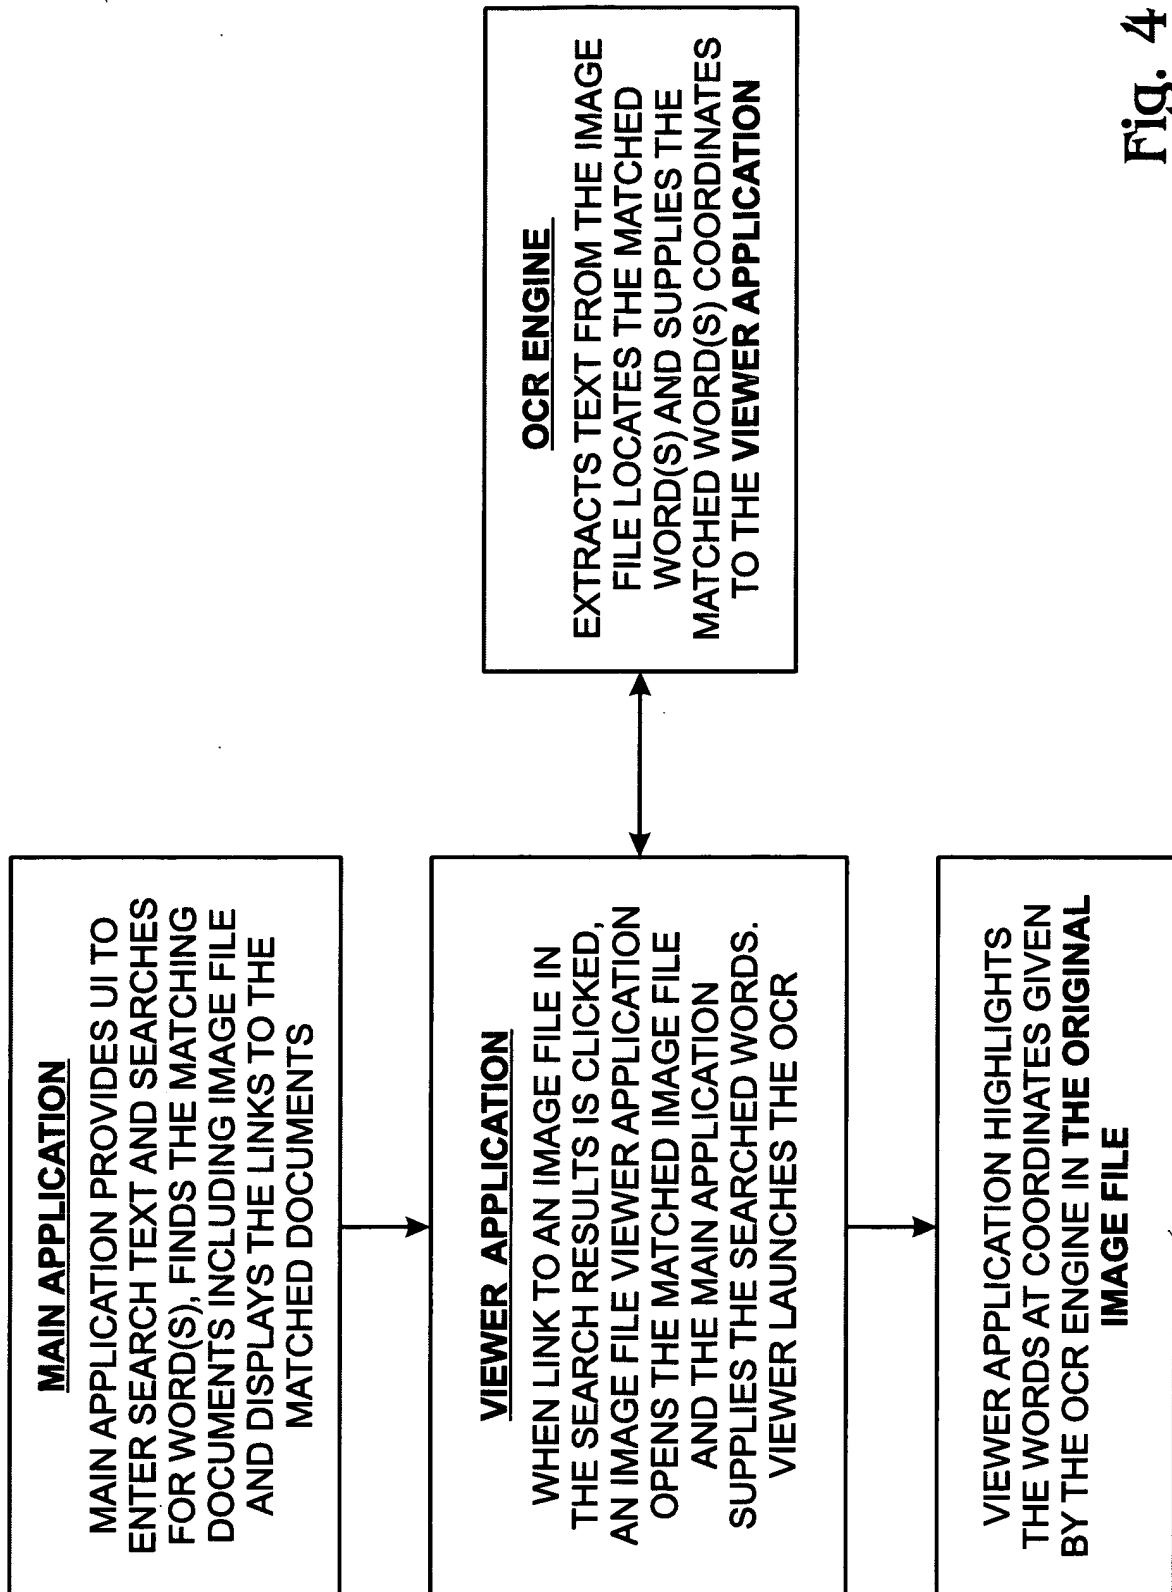 MAIN APPLICATION
MAIN APPLICATION PROVIDES UI TO
ENTER SEARCH TEXT AND SEARCHES
FOR WORD(S), FINDS THE MATCHING
DOCUMENTS INCLUDING IMAGE FILE
AND DISPLAYS THE LINKS TO THE
MATCHED DOCUMENTS
VIEWER APPLICATION
WHEN LINK TO AN IMAGE FILE IN
THE SEARCH RESULTS IS CLICKED,
AN IMAGE FILE VIEWER APPLICATION
OPENS THE MATCHED IMAGE FILE
AND THE MAIN APPLICATION
SUPPLIES THE SEARCHED WORDS.
VIEWER LAUNCHES THE OCR
OCR ENGINE
EXTRACTS TEXT FROM THE IMAGE
FILE LOCATES THE MATCHED
WORD(S) AND SUPPLIES THE
MATCHED WORD(S) COORDINATES
TO THE VIEWER APPLICATION
VIEWER APPLICATION HIGHLIGHTS
THE WORDS AT COORDINATES GIVEN
BY THE OCR ENGINE IN THE ORIGINAL
IMAGE FILE
Fig. 4